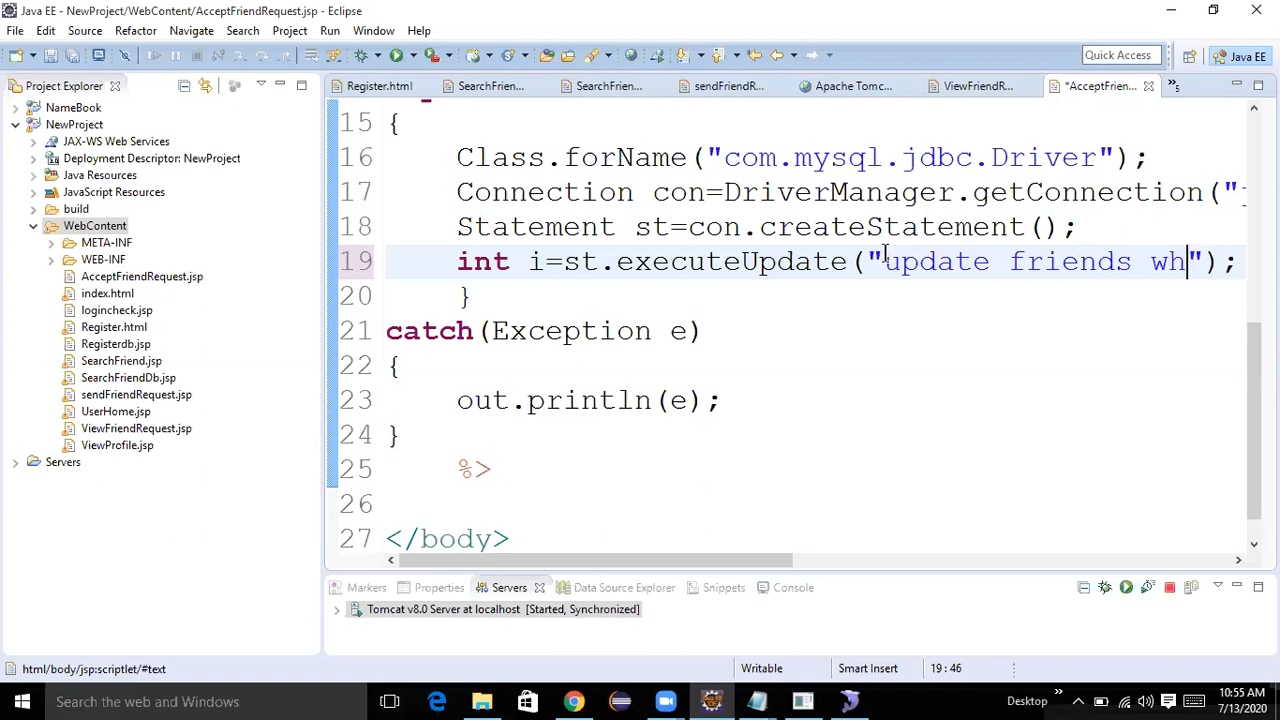 Java EE - NewProject/WebContent/AcceptFriendRequest.jsp - Eclipse
File Edit Source Refactor Navigate Search Project Run Window Help
Quick Access Java EE
Project Explorer
NameBook
NewProject
JAX-WS Web Services
Deployment Descriptor: NewProject
Java Resources
JavaScript Resources
build
WebContent
META-INF
WEB-INF
AcceptFriendRequest.jsp
index.html
logincheck.jsp
Register.html
Registerdb.jsp
SearchFriend.jsp
SearchFriendDb.jsp
sendFriendRequest.jsp
UserHome.jsp
ViewFriendRequest.jsp
ViewProfile.jsp
Servers
Register.html SearchFrien... SearchFrien... sendFriendR... Apache Tomc... ViewFriendR... *AcceptFrien... »5
15 {
16 Class.forName("com.mysql.jdbc.Driver");
17 Connection con=DriverManager.getConnection("
18 Statement st=con.createStatement();
19 int i=st.executeUpdate("update friends wh");
20 }
21 catch(Exception e)
22 {
23 out.println(e);
24 }
25 %>
26
27 </body>
Markers Properties Servers Data Source Explorer Snippets Console
Tomcat v8.0 Server at localhost [Started, Synchronized]
html/body/jsp:scriptlet/#text Writable Smart Insert 19 : 46
Search the web and Windows Desktop 10:55 AM
7/13/2020